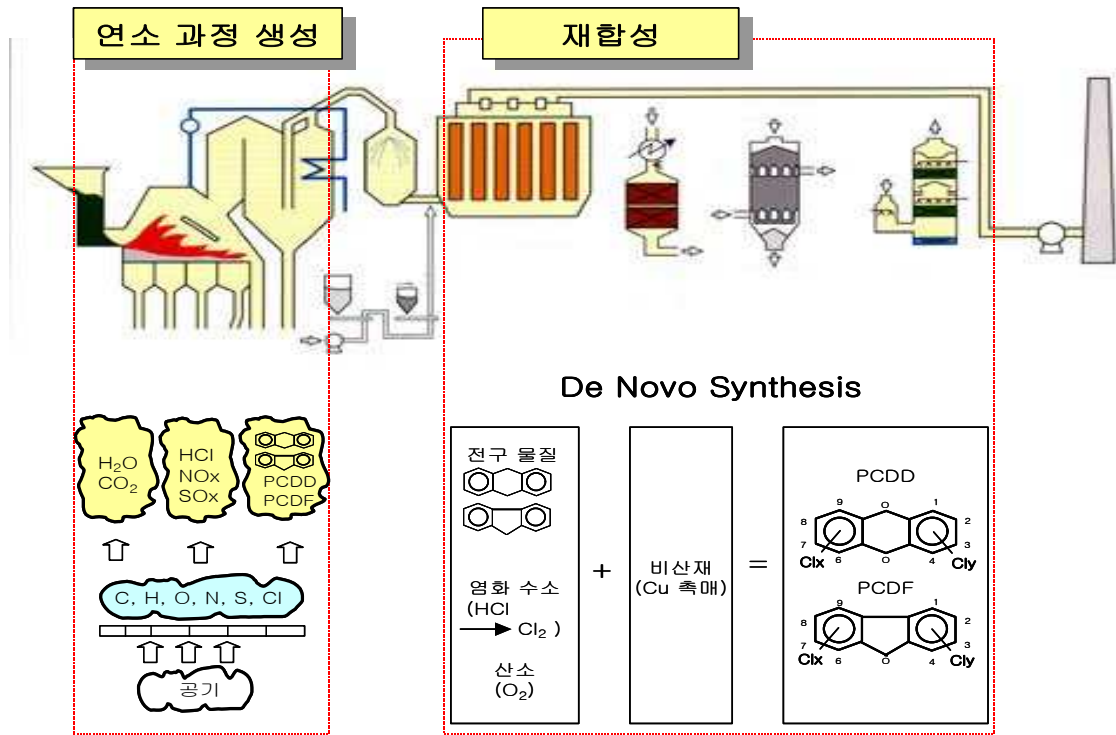 연소 과정 생성
재합성
De Novo Synthesis
H₂O
CO₂
HCl
NOx
SOx
PCDD
PCDF
C, H, O, N, S, Cl
공기
전구 물질
염화 수소
(HCl
Cl₂ )
산소
(O₂)
+
비산재
(Cu 촉매)
=
PCDD
9 O 1
8 2
7 3
Clx 6 O 4 Cly
PCDF
9 1
8 2
7 3
Clx 6 O 4 Cly